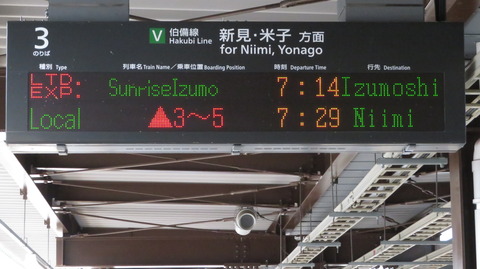 3
のりば
V 伯備線 新見・米子 方面
Hakubi Line for Niimi, Yonago
種別 Type 列車名 Train Name／乗車位置 Boarding Position 時刻 Departure Time 行先 Destination
LTD. EXP. SunriseIzumo 7:14 Izumoshi
Local ▲3〜5 7:29 Niimi